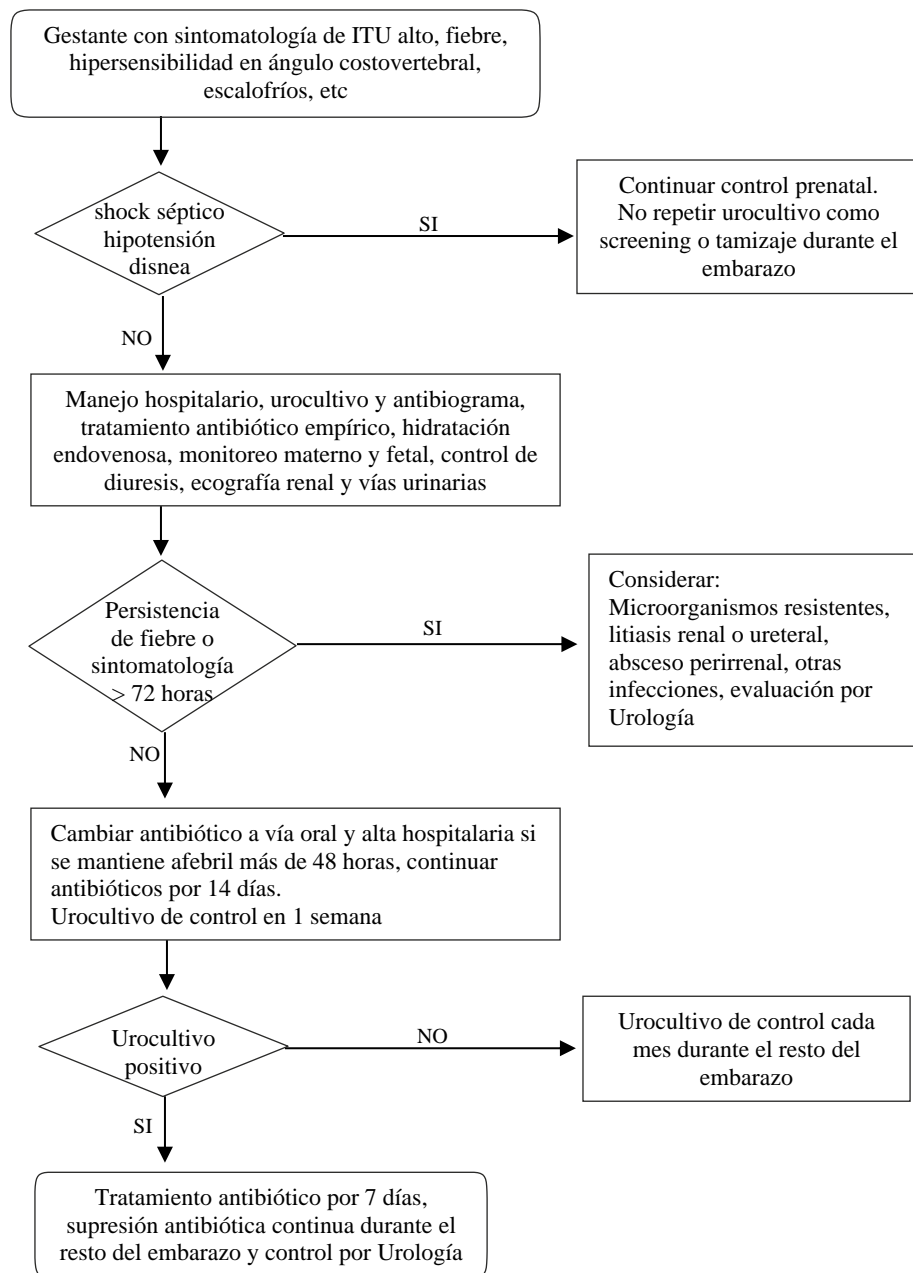 Gestante con sintomatología de ITU alto, fiebre,
hipersensibilidad en ángulo costovertebral,
escalofríos, etc
shock séptico
hipotensión
disnea
SI
Continuar control prenatal.
No repetir urocultivo como
screening o tamizaje durante el
embarazo
NO
Manejo hospitalario, urocultivo y antibiograma,
tratamiento antibiótico empírico, hidratación
endovenosa, monitoreo materno y fetal, control de
diuresis, ecografía renal y vías urinarias
Persistencia
de fiebre o
sintomatología
> 72 horas
SI
Considerar:
Microorganismos resistentes,
litiasis renal o ureteral,
absceso perirrenal, otras
infecciones, evaluación por
Urología
NO
Cambiar antibiótico a vía oral y alta hospitalaria si
se mantiene afebril más de 48 horas, continuar
antibióticos por 14 días.
Urocultivo de control en 1 semana
Urocultivo
positivo
NO
Urocultivo de control cada
mes durante el resto del
embarazo
SI
Tratamiento antibiótico por 7 días,
supresión antibiótica continua durante el
resto del embarazo y control por Urología